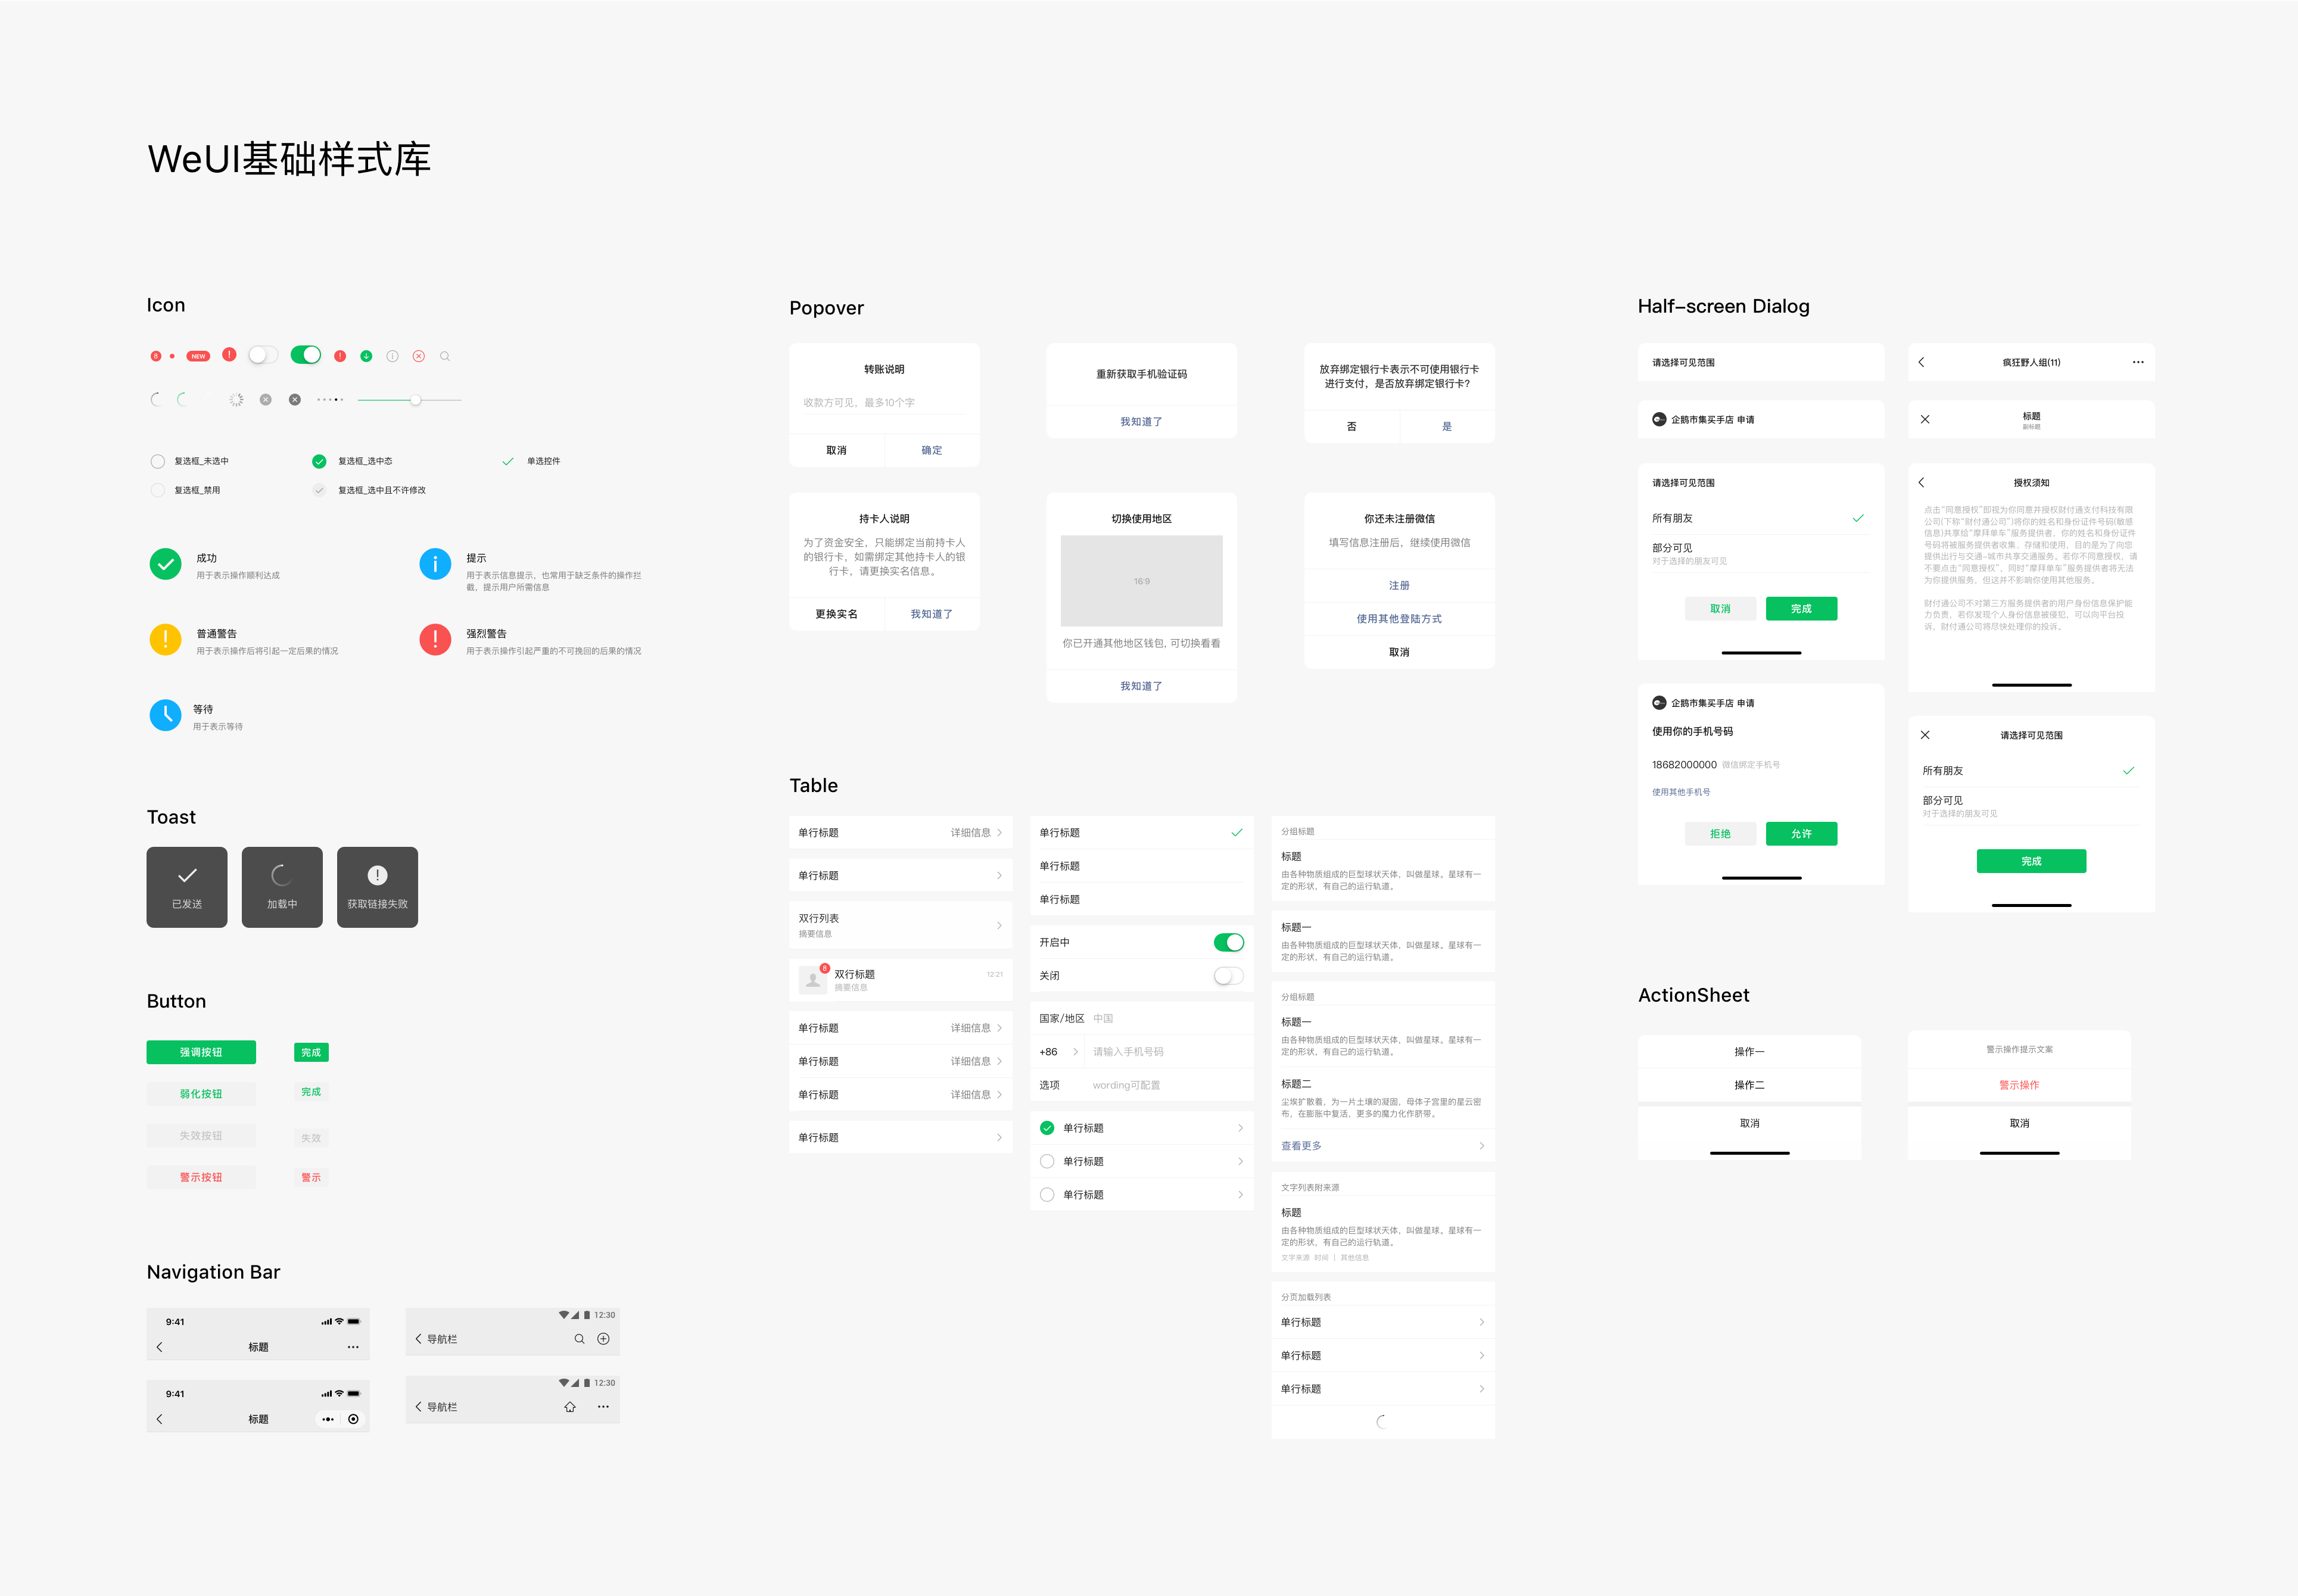 WeUI基础样式库
Icon
8
NEW
复选框_未选中
复选框_选中态
单选控件
复选框_禁用
复选框_选中且不许修改
成功
用于表示操作顺利达成
提示
用于表示信息提示，也常用于缺乏条件的操作拦
截，提示用户所需信息
普通警告
用于表示操作后将引起一定后果的情况
强烈警告
用于表示操作引起严重的不可挽回的后果的情况
等待
用于表示等待
Toast
已发送
加载中
获取链接失败
Button
强调按钮
完成
弱化按钮
完成
失效按钮
失效
警示按钮
警示
Navigation Bar
9:41
标题
9:41
标题
12:30
导航栏
12:30
导航栏
Popover
转账说明
收款方可见，最多10个字
取消
确定
重新获取手机验证码
我知道了
放弃绑定银行卡表示不可使用银行卡
进行支付，是否放弃绑定银行卡?
否
是
持卡人说明
为了资金安全，只能绑定当前持卡人
的银行卡，如需绑定其他持卡人的银
行卡，请更换实名信息。
更换实名
我知道了
切换使用地区
16:9
你已开通其他地区钱包, 可切换看看
我知道了
你还未注册微信
填写信息注册后，继续使用微信
注册
使用其他登陆方式
取消
Table
单行标题
详细信息
单行标题
双行列表
摘要信息
8
双行标题
12:21
摘要信息
单行标题
详细信息
单行标题
详细信息
单行标题
详细信息
单行标题
单行标题
单行标题
单行标题
开启中
关闭
国家/地区
中国
+86
请输入手机号码
选项
wording可配置
单行标题
单行标题
单行标题
分组标题
标题
由各种物质组成的巨型球状天体，叫做星球。星球有一
定的形状，有自己的运行轨道。
标题一
由各种物质组成的巨型球状天体，叫做星球。星球有一
定的形状，有自己的运行轨道。
分组标题
标题一
由各种物质组成的巨型球状天体，叫做星球。星球有一
定的形状，有自己的运行轨道。
标题二
尘埃扩散着，为一片土壤的凝固，母体子宫里的星云密
布，在膨胀中复活，更多的魔力化作脐带。
查看更多
文字列表附来源
标题
由各种物质组成的巨型球状天体，叫做星球。星球有一
定的形状，有自己的运行轨道。
文字来源 时间 | 其他信息
分页加载列表
单行标题
单行标题
单行标题
Half-screen Dialog
请选择可见范围
企鹅市集买手店 申请
请选择可见范围
所有朋友
部分可见
对于选择的朋友可见
取消
完成
企鹅市集买手店 申请
使用你的手机号码
18682000000 微信绑定手机号
使用其他手机号
拒绝
允许
疯狂野人组(11)
标题
副标题
授权须知
点击“同意授权”即视为你同意并授权财付通支付科技有限
公司(下称“财付通公司”)将你的姓名和身份证件号码(敏感
信息)共享给“摩拜单车”服务提供者，你的姓名和身份证件
号码将被服务提供者收集、存储和使用，目的是为了向您
提供出行与交通-城市共享交通服务。若你不同意授权，请
不要点击“同意授权”，同时“摩拜单车”服务提供者将无法
为你提供服务，但这并不影响你使用其他服务。
财付通公司不对第三方服务提供者的用户身份信息保护能
力负责，若你发现个人身份信息被侵犯，可以向平台投
诉，财付通公司将尽快处理你的投诉。
请选择可见范围
所有朋友
部分可见
对于选择的朋友可见
完成
ActionSheet
操作一
操作二
取消
警示操作提示文案
警示操作
取消